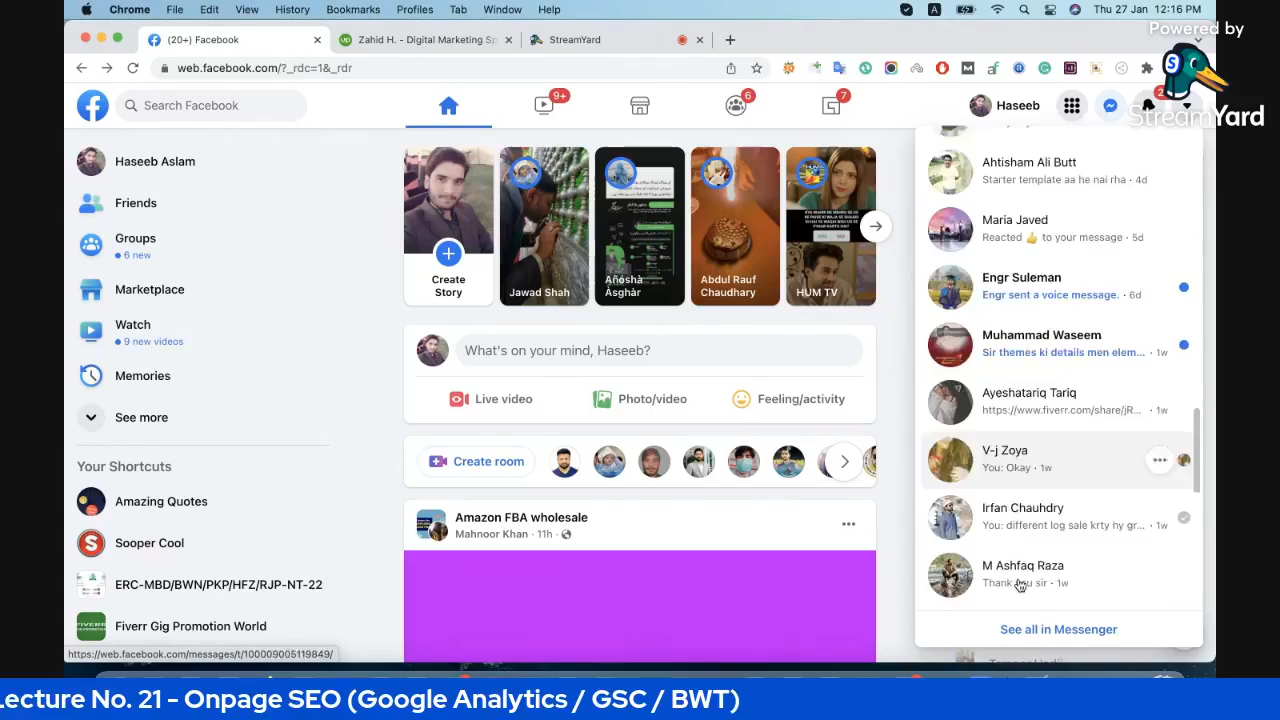 Chrome File Edit View History Bookmarks Profiles Tab Window Help A Thu 27 Jan 12:16 PM
Powered by
StreamYard
(20+) Facebook
Zahid H. - Digital Marketing Sp
StreamYard
web.facebook.com/?_rdc=1&_rdr
Search Facebook
9+
6
7
Haseeb
Haseeb Aslam
Friends
Groups
6 new
Marketplace
Watch
9 new videos
Memories
See more
Your Shortcuts
Amazing Quotes
Sooper Cool
ERC-MBD/BWN/PKP/HFZ/RJP-NT-22
Fiverr Gig Promotion World
https://web.facebook.com/messages/t/100009005119849/
Create
Story
Jawad Shah
Añóshà
Àsghàr
Abdul Rauf
Chaudhary
HUM TV
What's on your mind, Haseeb?
Live video
Photo/video
Feeling/activity
Create room
Amazon FBA wholesale
Mahnoor Khan · 11h ·
Ahtisham Ali Butt
Starter template aa he nai rha · 4d
Maria Javed
Reacted 👍 to your message · 5d
Engr Suleman
Engr sent a voice message. · 6d
Muhammad Waseem
Sir themes ki details men elem... · 1w
Ayeshatariq Tariq
https://www.fiverr.com/share/jR... · 1w
V-j Zoya
You: Okay · 1w
Irfan Chauhdry
You: different log sale krty hy gr... · 1w
M Ashfaq Raza
Thank you sir · 1w
See all in Messenger
Lecture No. 21 - Onpage SEO (Google Analytics / GSC / BWT)